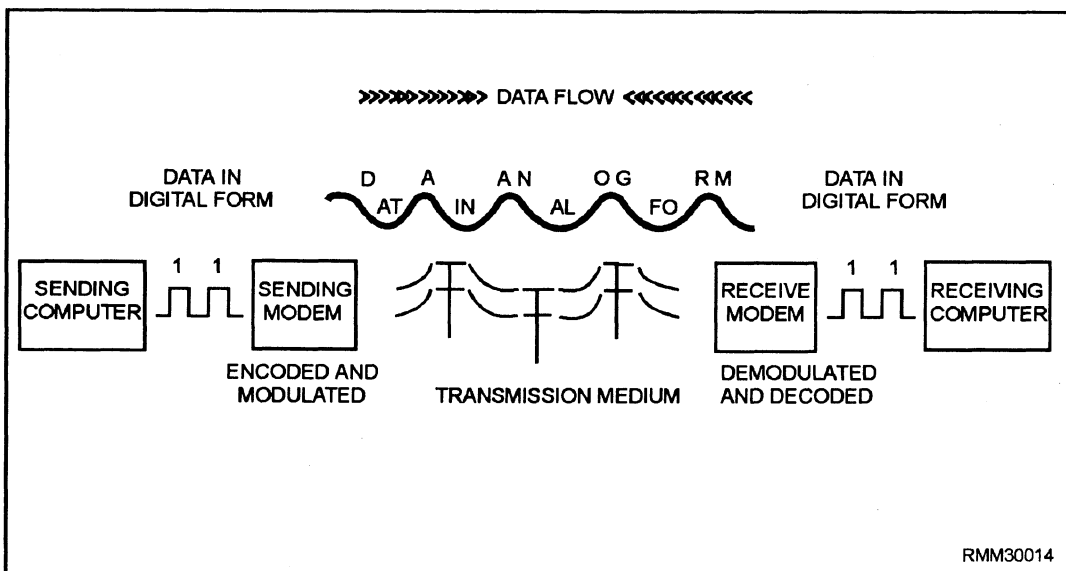 >>>>>>>>>>>> DATA FLOW <<<<<<<<<<<<
DATA IN
DIGITAL FORM
D A A N O G R M
AT IN AL FO
DATA IN
DIGITAL FORM
SENDING
COMPUTER
1 1
SENDING
MODEM
RECEIVE
MODEM
1 1
RECEIVING
COMPUTER
ENCODED AND
MODULATED
TRANSMISSION MEDIUM
DEMODULATED
AND DECODED
RMM30014